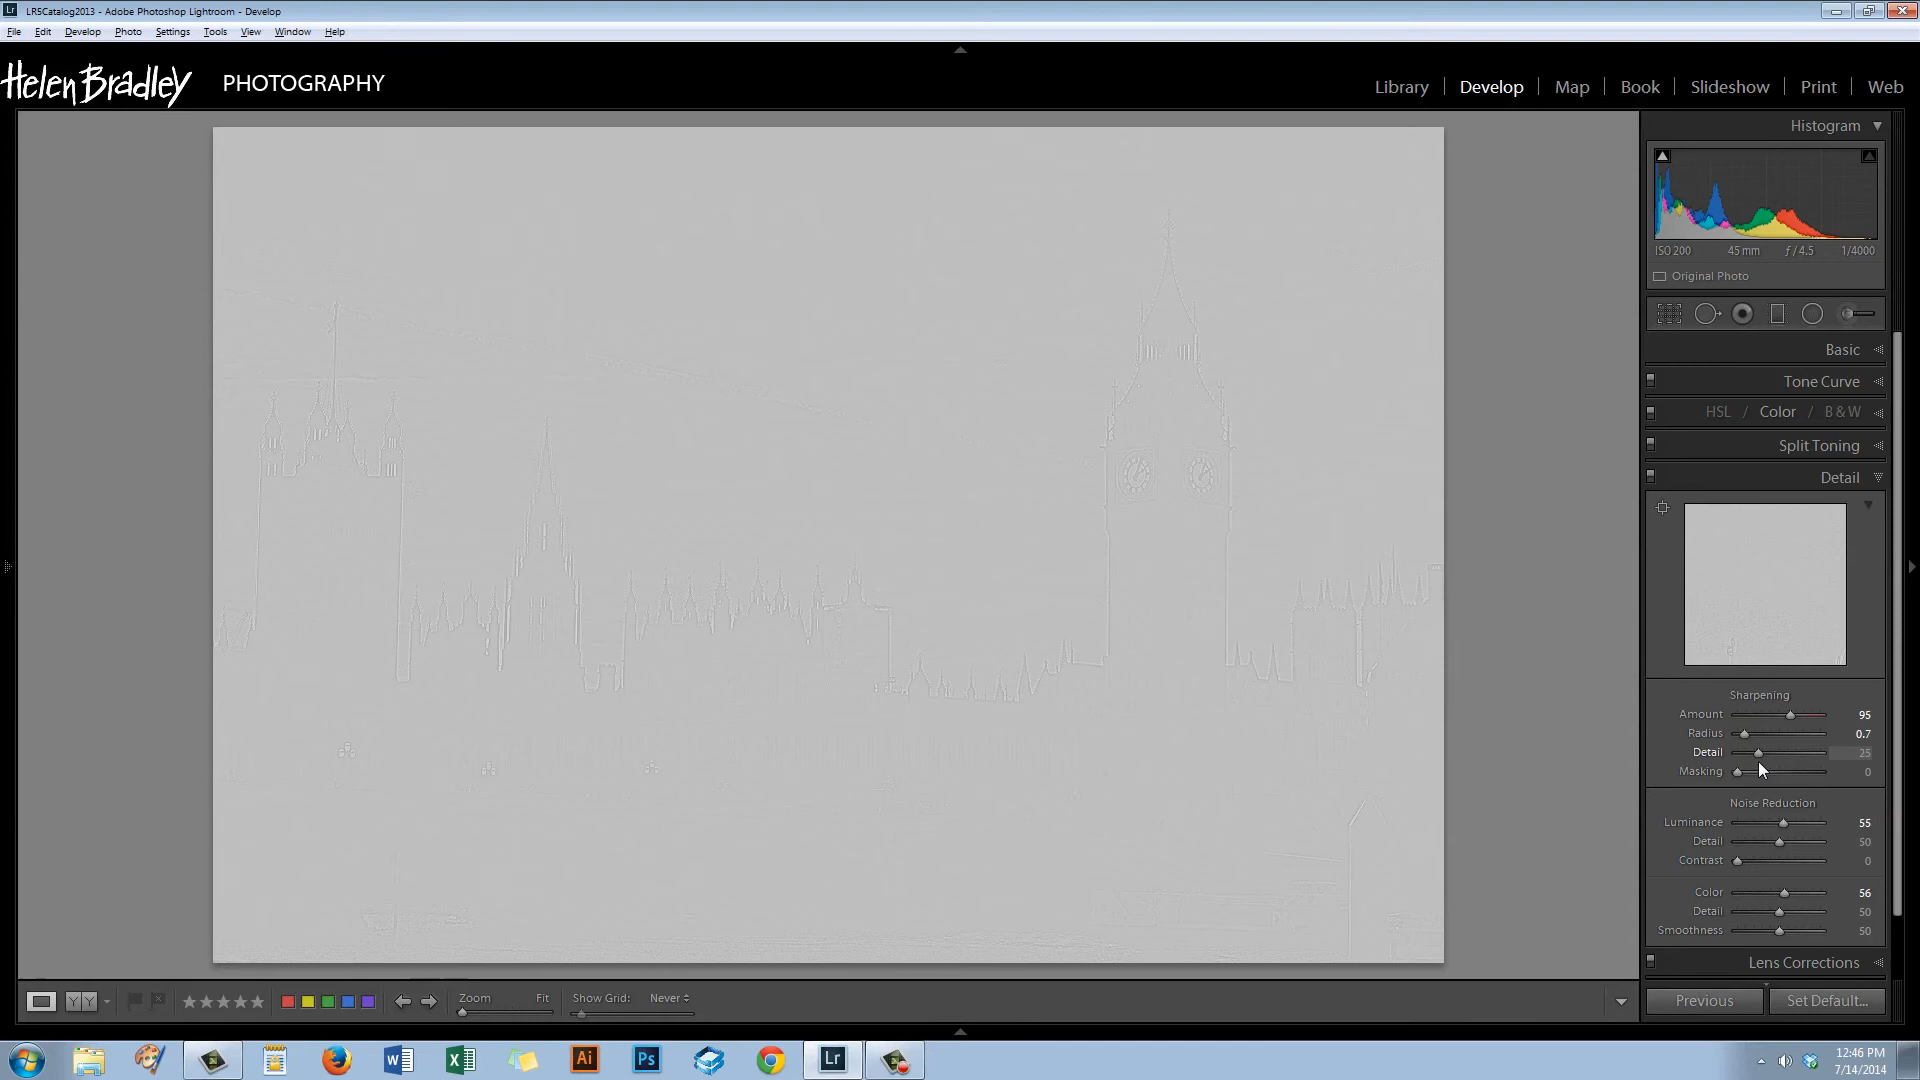 LR5Catalog2013 - Adobe Photoshop Lightroom - Develop
File Edit Develop Photo Settings Tools View Window Help
Helen Bradley PHOTOGRAPHY
Library Develop Map Book Slideshow Print Web
Histogram
ISO 200 45 mm f / 4.5 1/4000
Original Photo
Basic
Tone Curve
HSL / Color / B & W
Split Toning
Detail
Sharpening
Amount 95
Radius 0.7
Detail 25
Masking 0
Noise Reduction
Luminance 55
Detail 50
Contrast 0
Color 56
Detail 50
Smoothness 50
Lens Corrections
Previous Set Default...
Y Y Zoom Fit Show Grid: Never
Ai Ps Lr
12:46 PM
7/14/2014